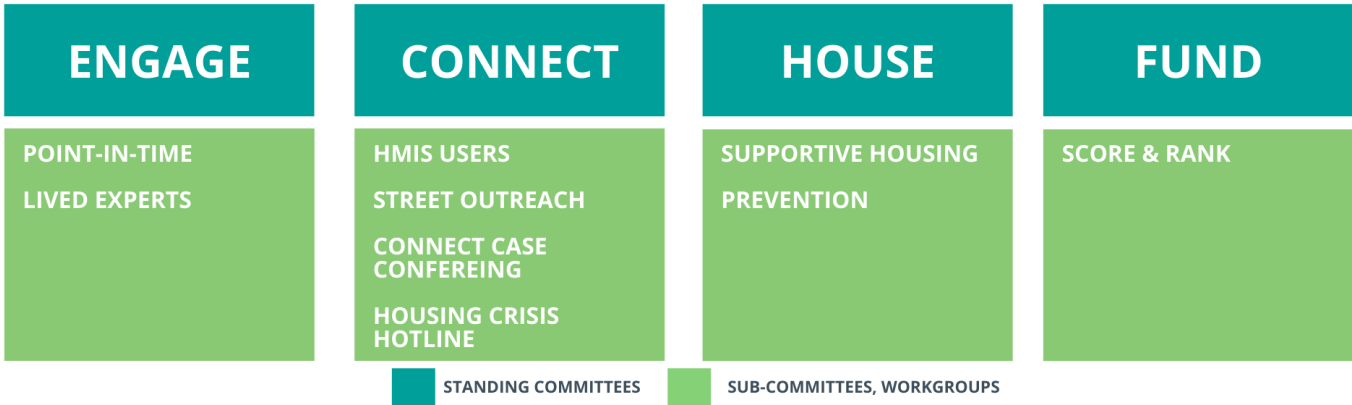 ENGAGE
POINT-IN-TIME
LIVED EXPERTS
CONNECT
HMIS USERS
STREET OUTREACH
CONNECT CASE
CONFEREING
HOUSING CRISIS
HOTLINE
HOUSE
SUPPORTIVE HOUSING
PREVENTION
FUND
SCORE & RANK
STANDING COMMITTEES
SUB-COMMITTEES, WORKGROUPS